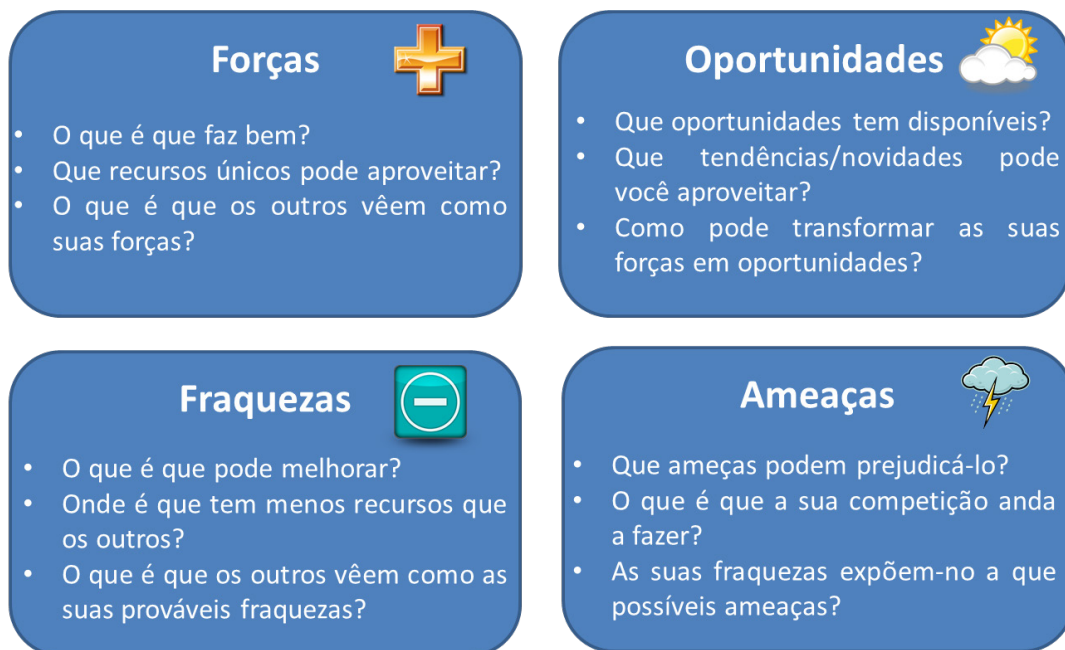 Forças
• O que é que faz bem?
• Que recursos únicos pode aproveitar?
• O que é que os outros vêem como
suas forças?
Oportunidades
• Que oportunidades tem disponíveis?
• Que tendências/novidades pode
você aproveitar?
• Como pode transformar as suas
forças em oportunidades?
Fraquezas
• O que é que pode melhorar?
• Onde é que tem menos recursos que
os outros?
• O que é que os outros vêem como as
suas prováveis fraquezas?
Ameaças
• Que ameças podem prejudicá-lo?
• O que é que a sua competição anda
a fazer?
• As suas fraquezas expõem-no a que
possíveis ameaças?